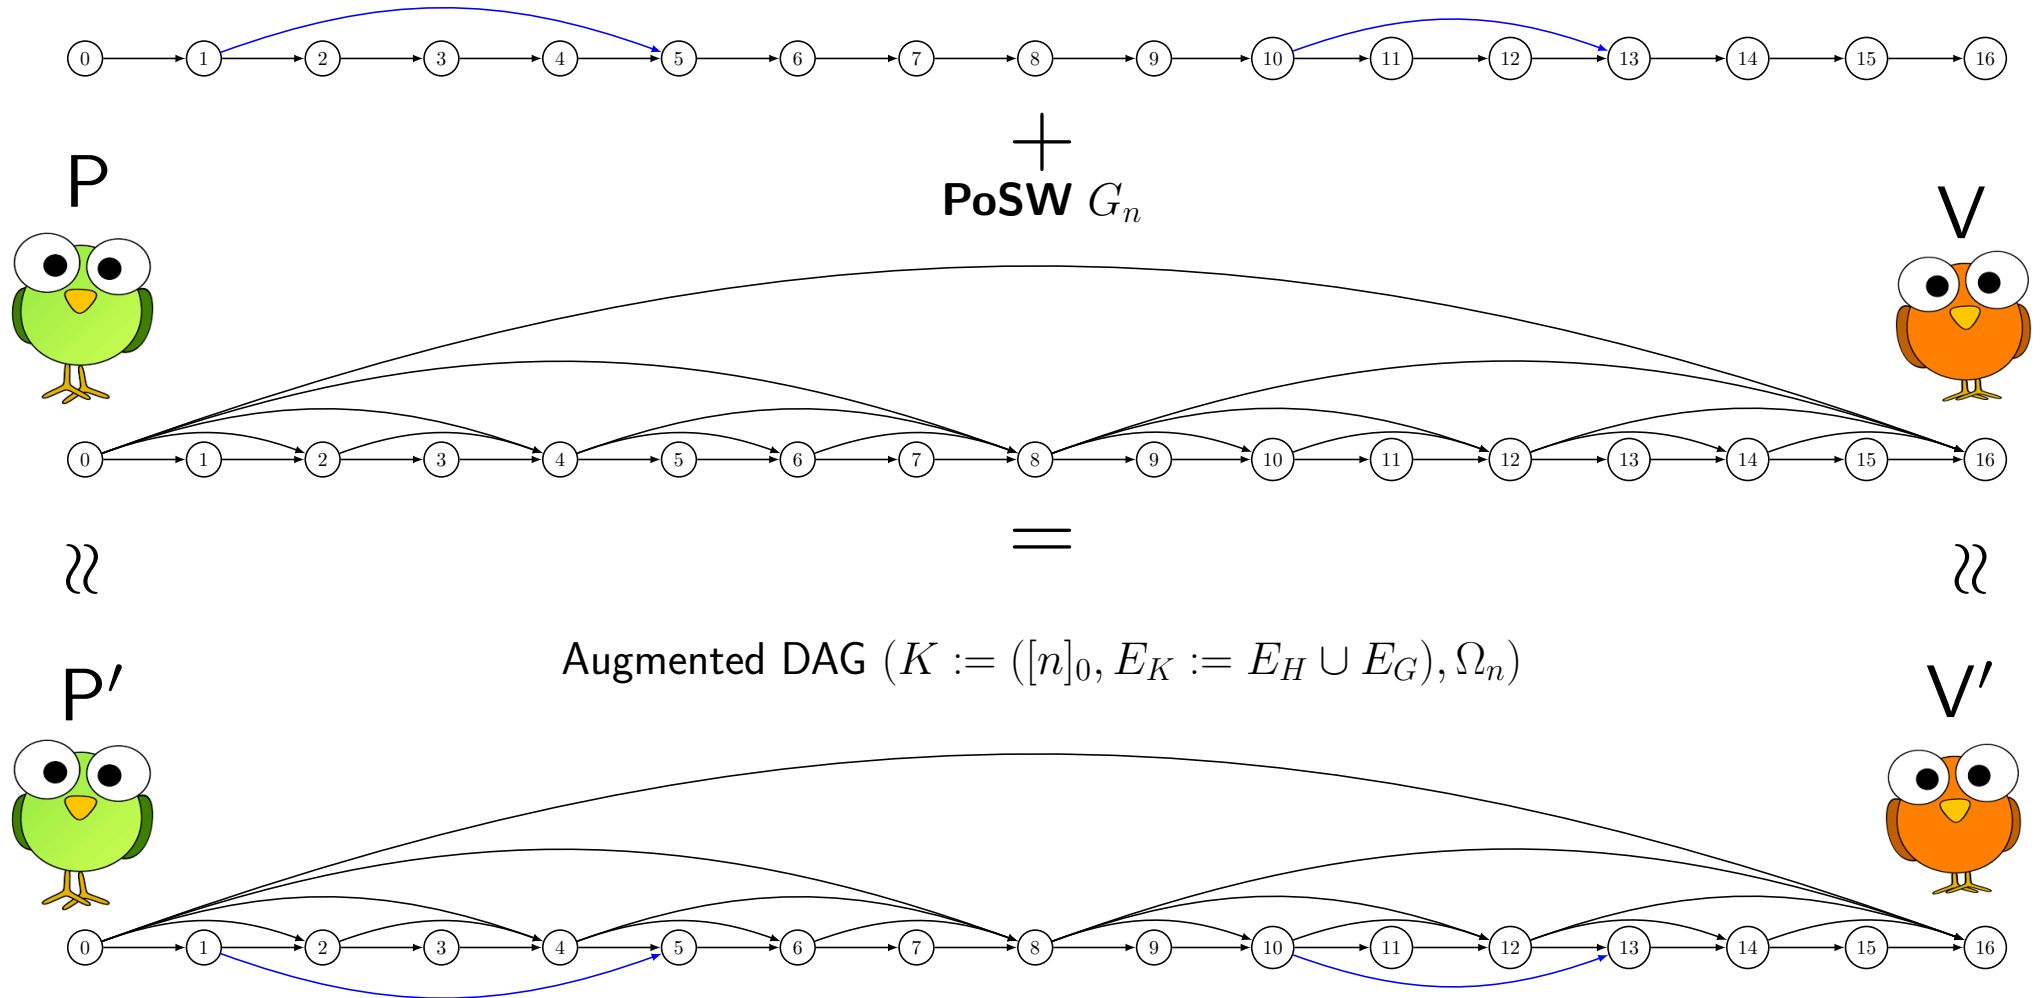 0 1 2 3 4 5 6 7 8 9 10 11 12 13 14 15 16
+
P
PoSW $G_n$
V
0 1 2 3 4 5 6 7 8 9 10 11 12 13 14 15 16
=
≈ ≈
Augmented DAG $(K := ([n]_0, E_K := E_H \cup E_G), \Omega_n)$
P′ V′
0 1 2 3 4 5 6 7 8 9 10 11 12 13 14 15 16